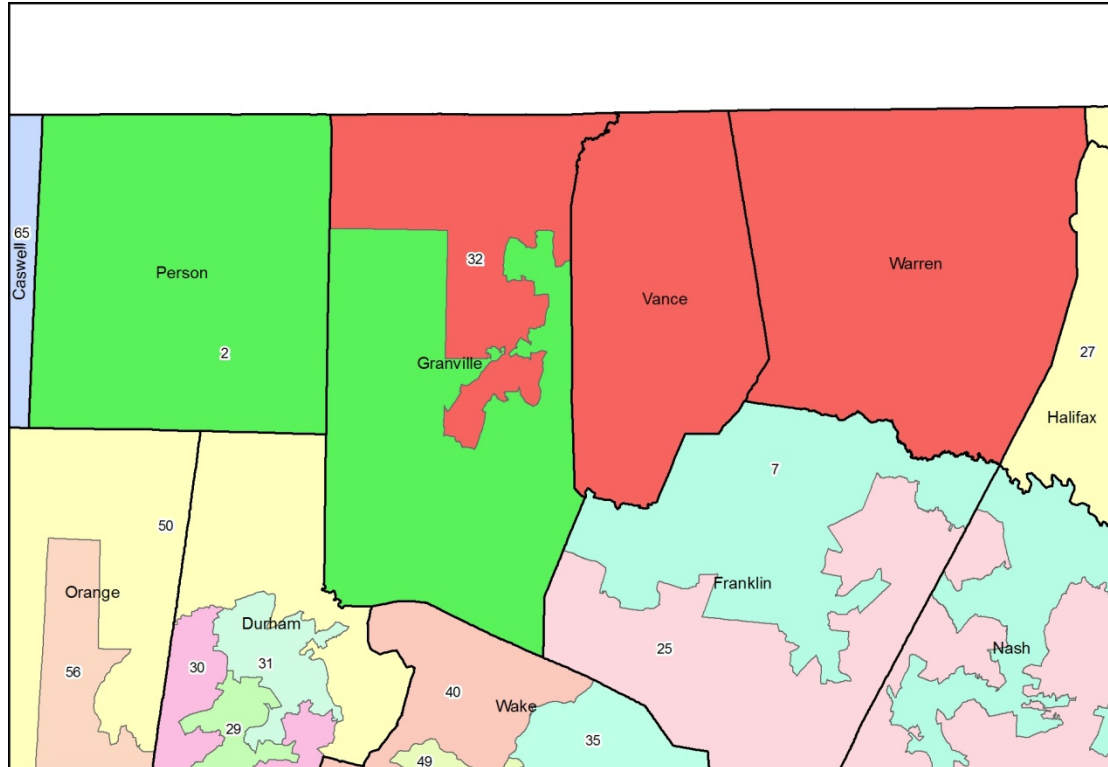 65
Caswell
Person
2
32
Granville
Vance
Warren
27
Halifax
7
50
Orange
Durham
Franklin
56
30
31
29
40
Wake
25
Nash
35
49